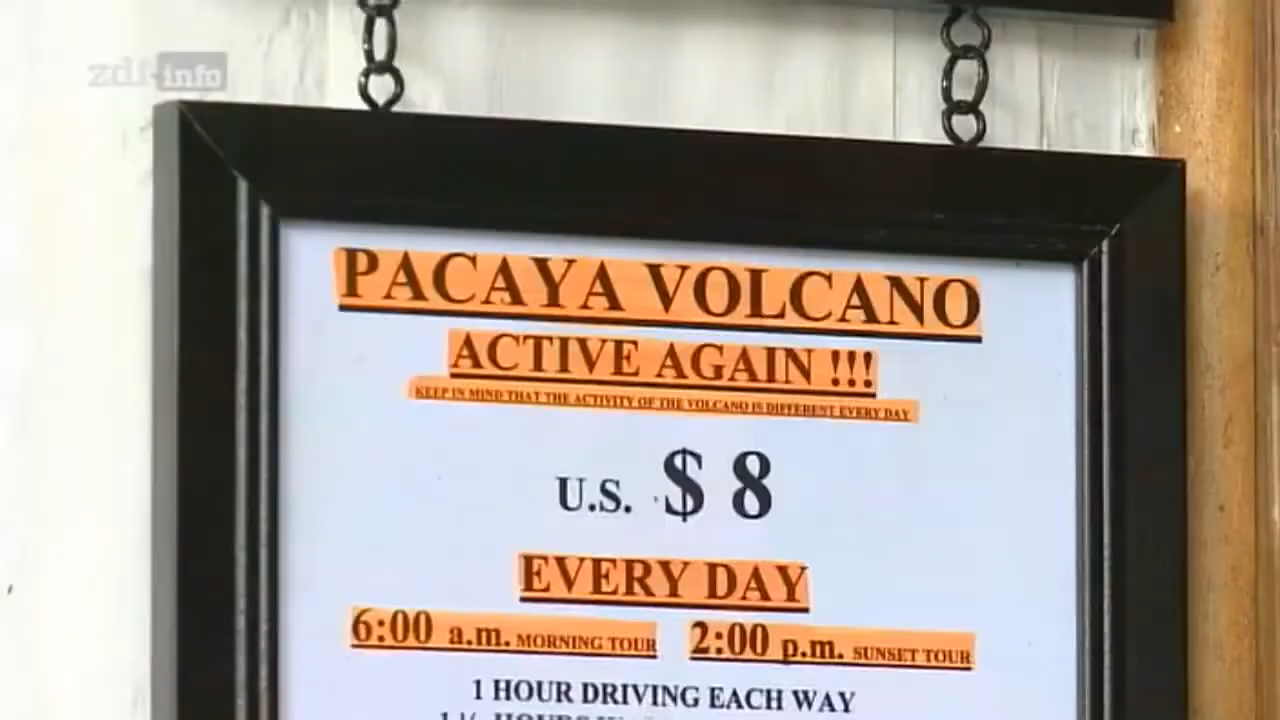 zdf-info
PACAYA VOLCANO
ACTIVE AGAIN !!!
KEEP IN MIND THAT THE ACTIVITY OF THE VOLCANO IS DIFFERENT EVERY DAY
U.S. $ 8
EVERY DAY
6:00 a.m. MORNING TOUR 2:00 p.m. SUNSET TOUR
1 HOUR DRIVING EACH WAY
HOURS